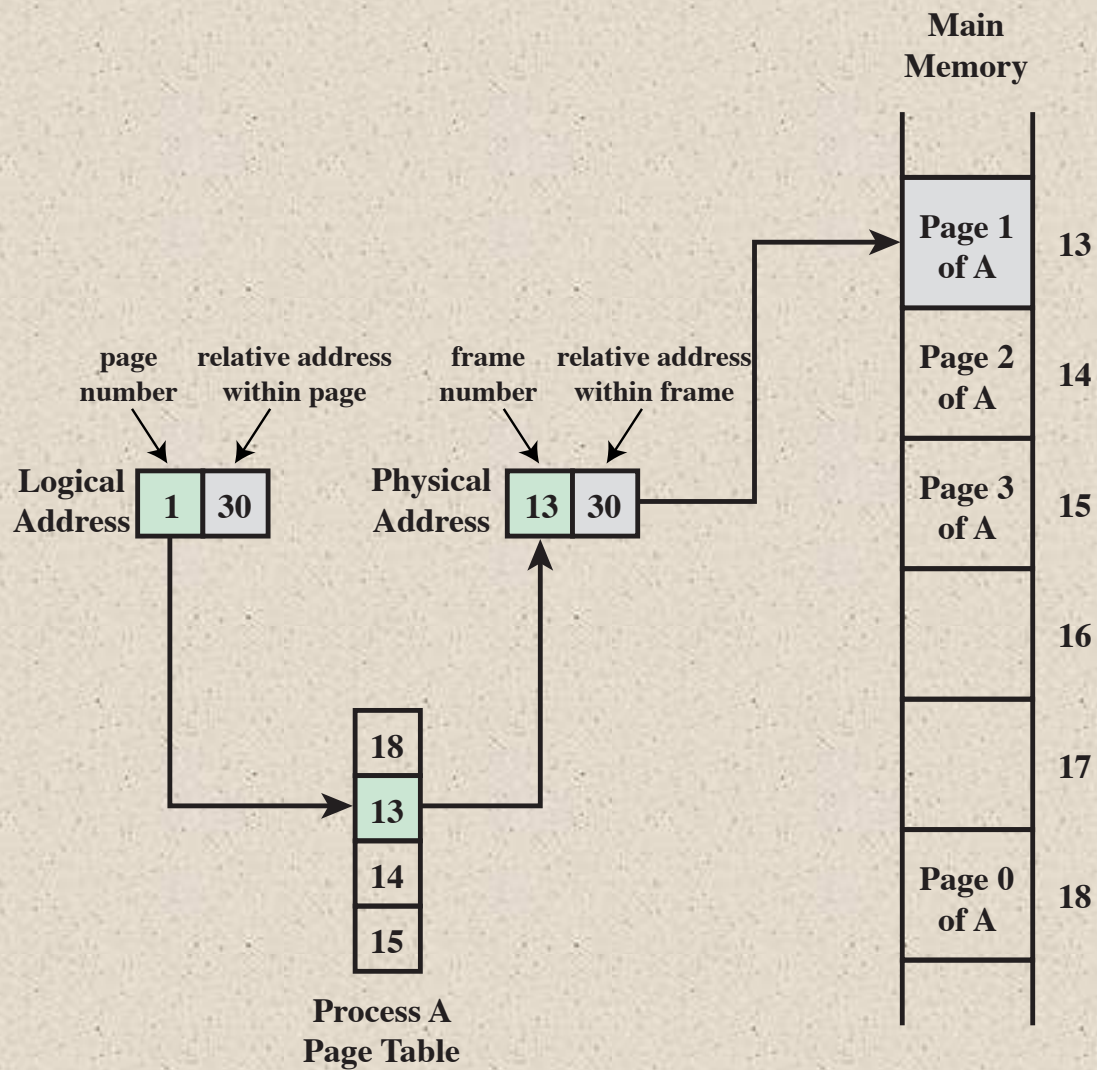 Main
Memory
Page 1
of A
13
Page 2
of A
14
Page 3
of A
15
16
17
Page 0
of A
18
page
number
relative address
within page
frame
number
relative address
within frame
Logical
Address
1
30
Physical
Address
13
30
18
13
14
15
Process A
Page Table